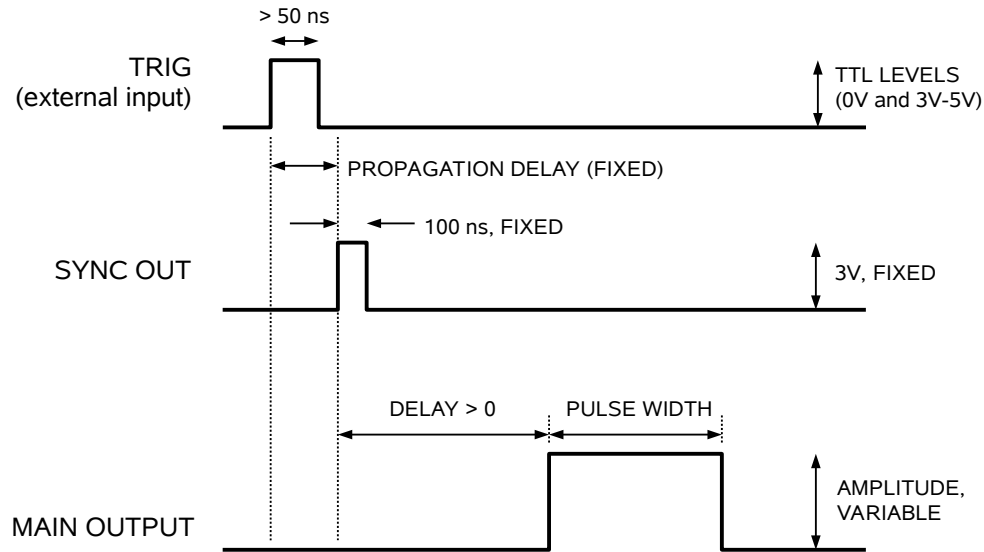 > 50 ns
TRIG
(external input)
TTL LEVELS
(0V and 3V-5V)
PROPAGATION DELAY (FIXED)
100 ns, FIXED
SYNC OUT
3V, FIXED
DELAY > 0
PULSE WIDTH
AMPLITUDE,
VARIABLE
MAIN OUTPUT